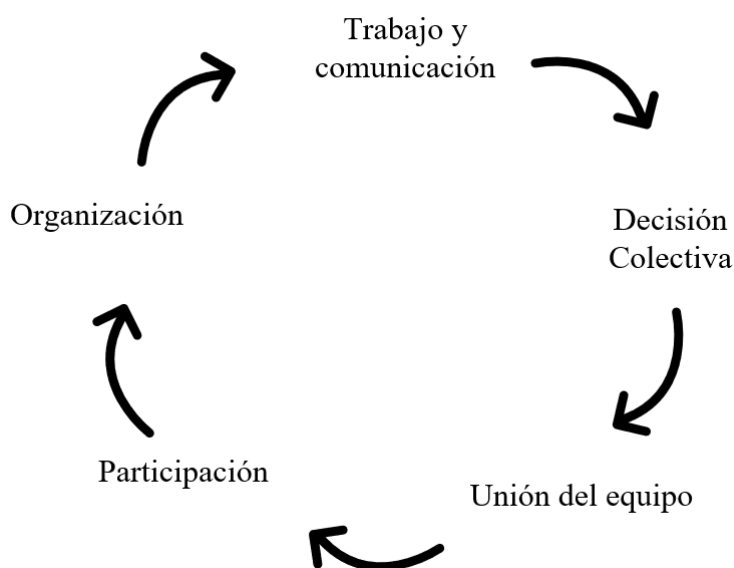 Trabajo y
comunicación
Decisión
Colectiva
Unión del equipo
Participación
Organización